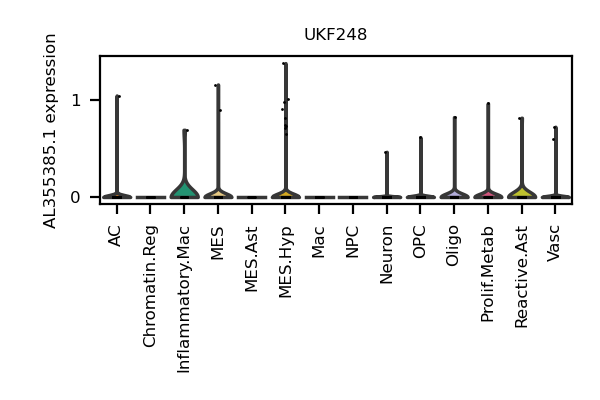 UKF248
AL355385.1 expression
1
0
AC
Chromatin.Reg
Inflammatory.Mac
MES
MES.Ast
MES.Hyp
Mac
NPC
Neuron
OPC
Oligo
Prolif.Metab
Reactive.Ast
Vasc